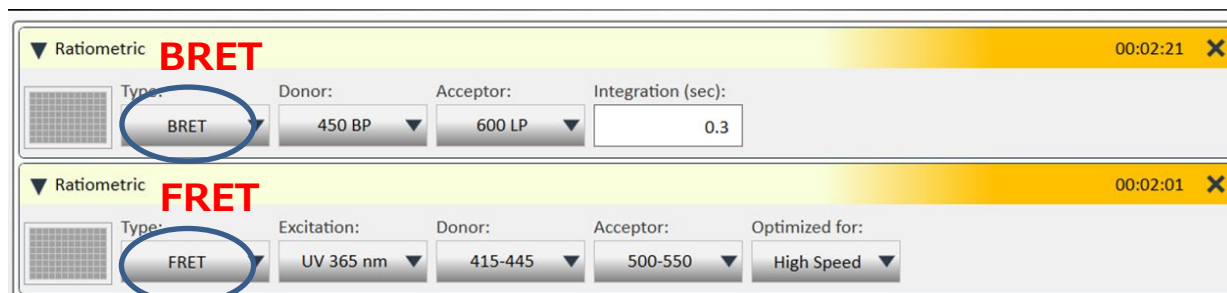 Ratiometric BRET 00:02:21
Type: Donor: Acceptor: Integration (sec):
BRET 450 BP 600 LP 0.3
Ratiometric FRET 00:02:01
Type: Excitation: Donor: Acceptor: Optimized for:
FRET UV 365 nm 415-445 500-550 High Speed